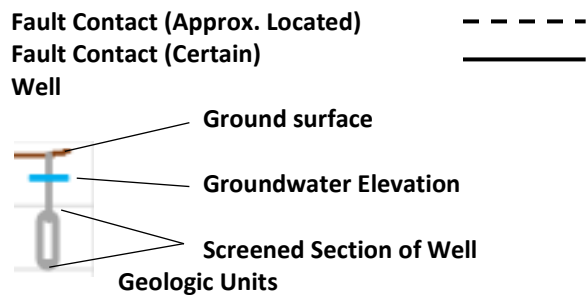 Fault Contact (Approx. Located)
Fault Contact (Certain)
Well
Ground surface
Groundwater Elevation
Screened Section of Well
Geologic Units